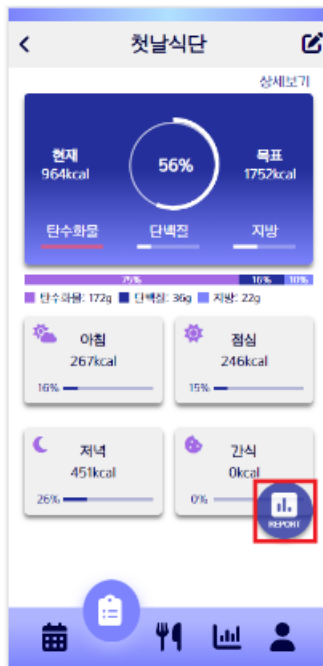 첫날식단
상세보기
현재
964kcal
56%
목표
1752kcal
탄수화물 단백질 지방
75% 16% 10%
탄수화물: 172g 단백질: 36g 지방: 22g
아침
267kcal
16%
점심
246kcal
15%
저녁
451kcal
26%
간식
0kcal
0%
REPORT